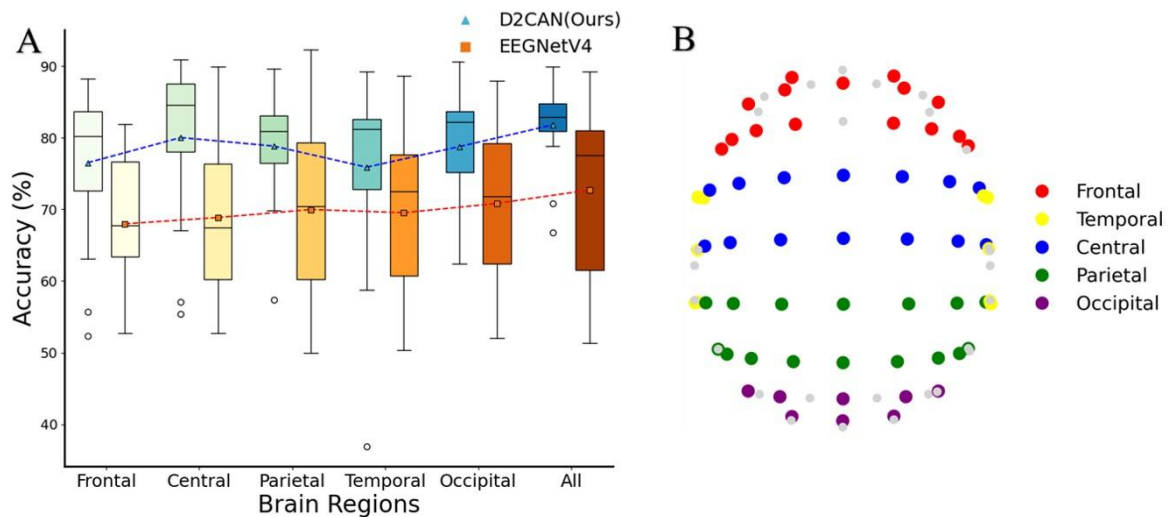 A
D2CAN(Ours)
EEGNetV4
Accuracy (%)
90
80
70
60
50
40
Frontal Central Parietal Temporal Occipital All
Brain Regions
B
Frontal
Temporal
Central
Parietal
Occipital